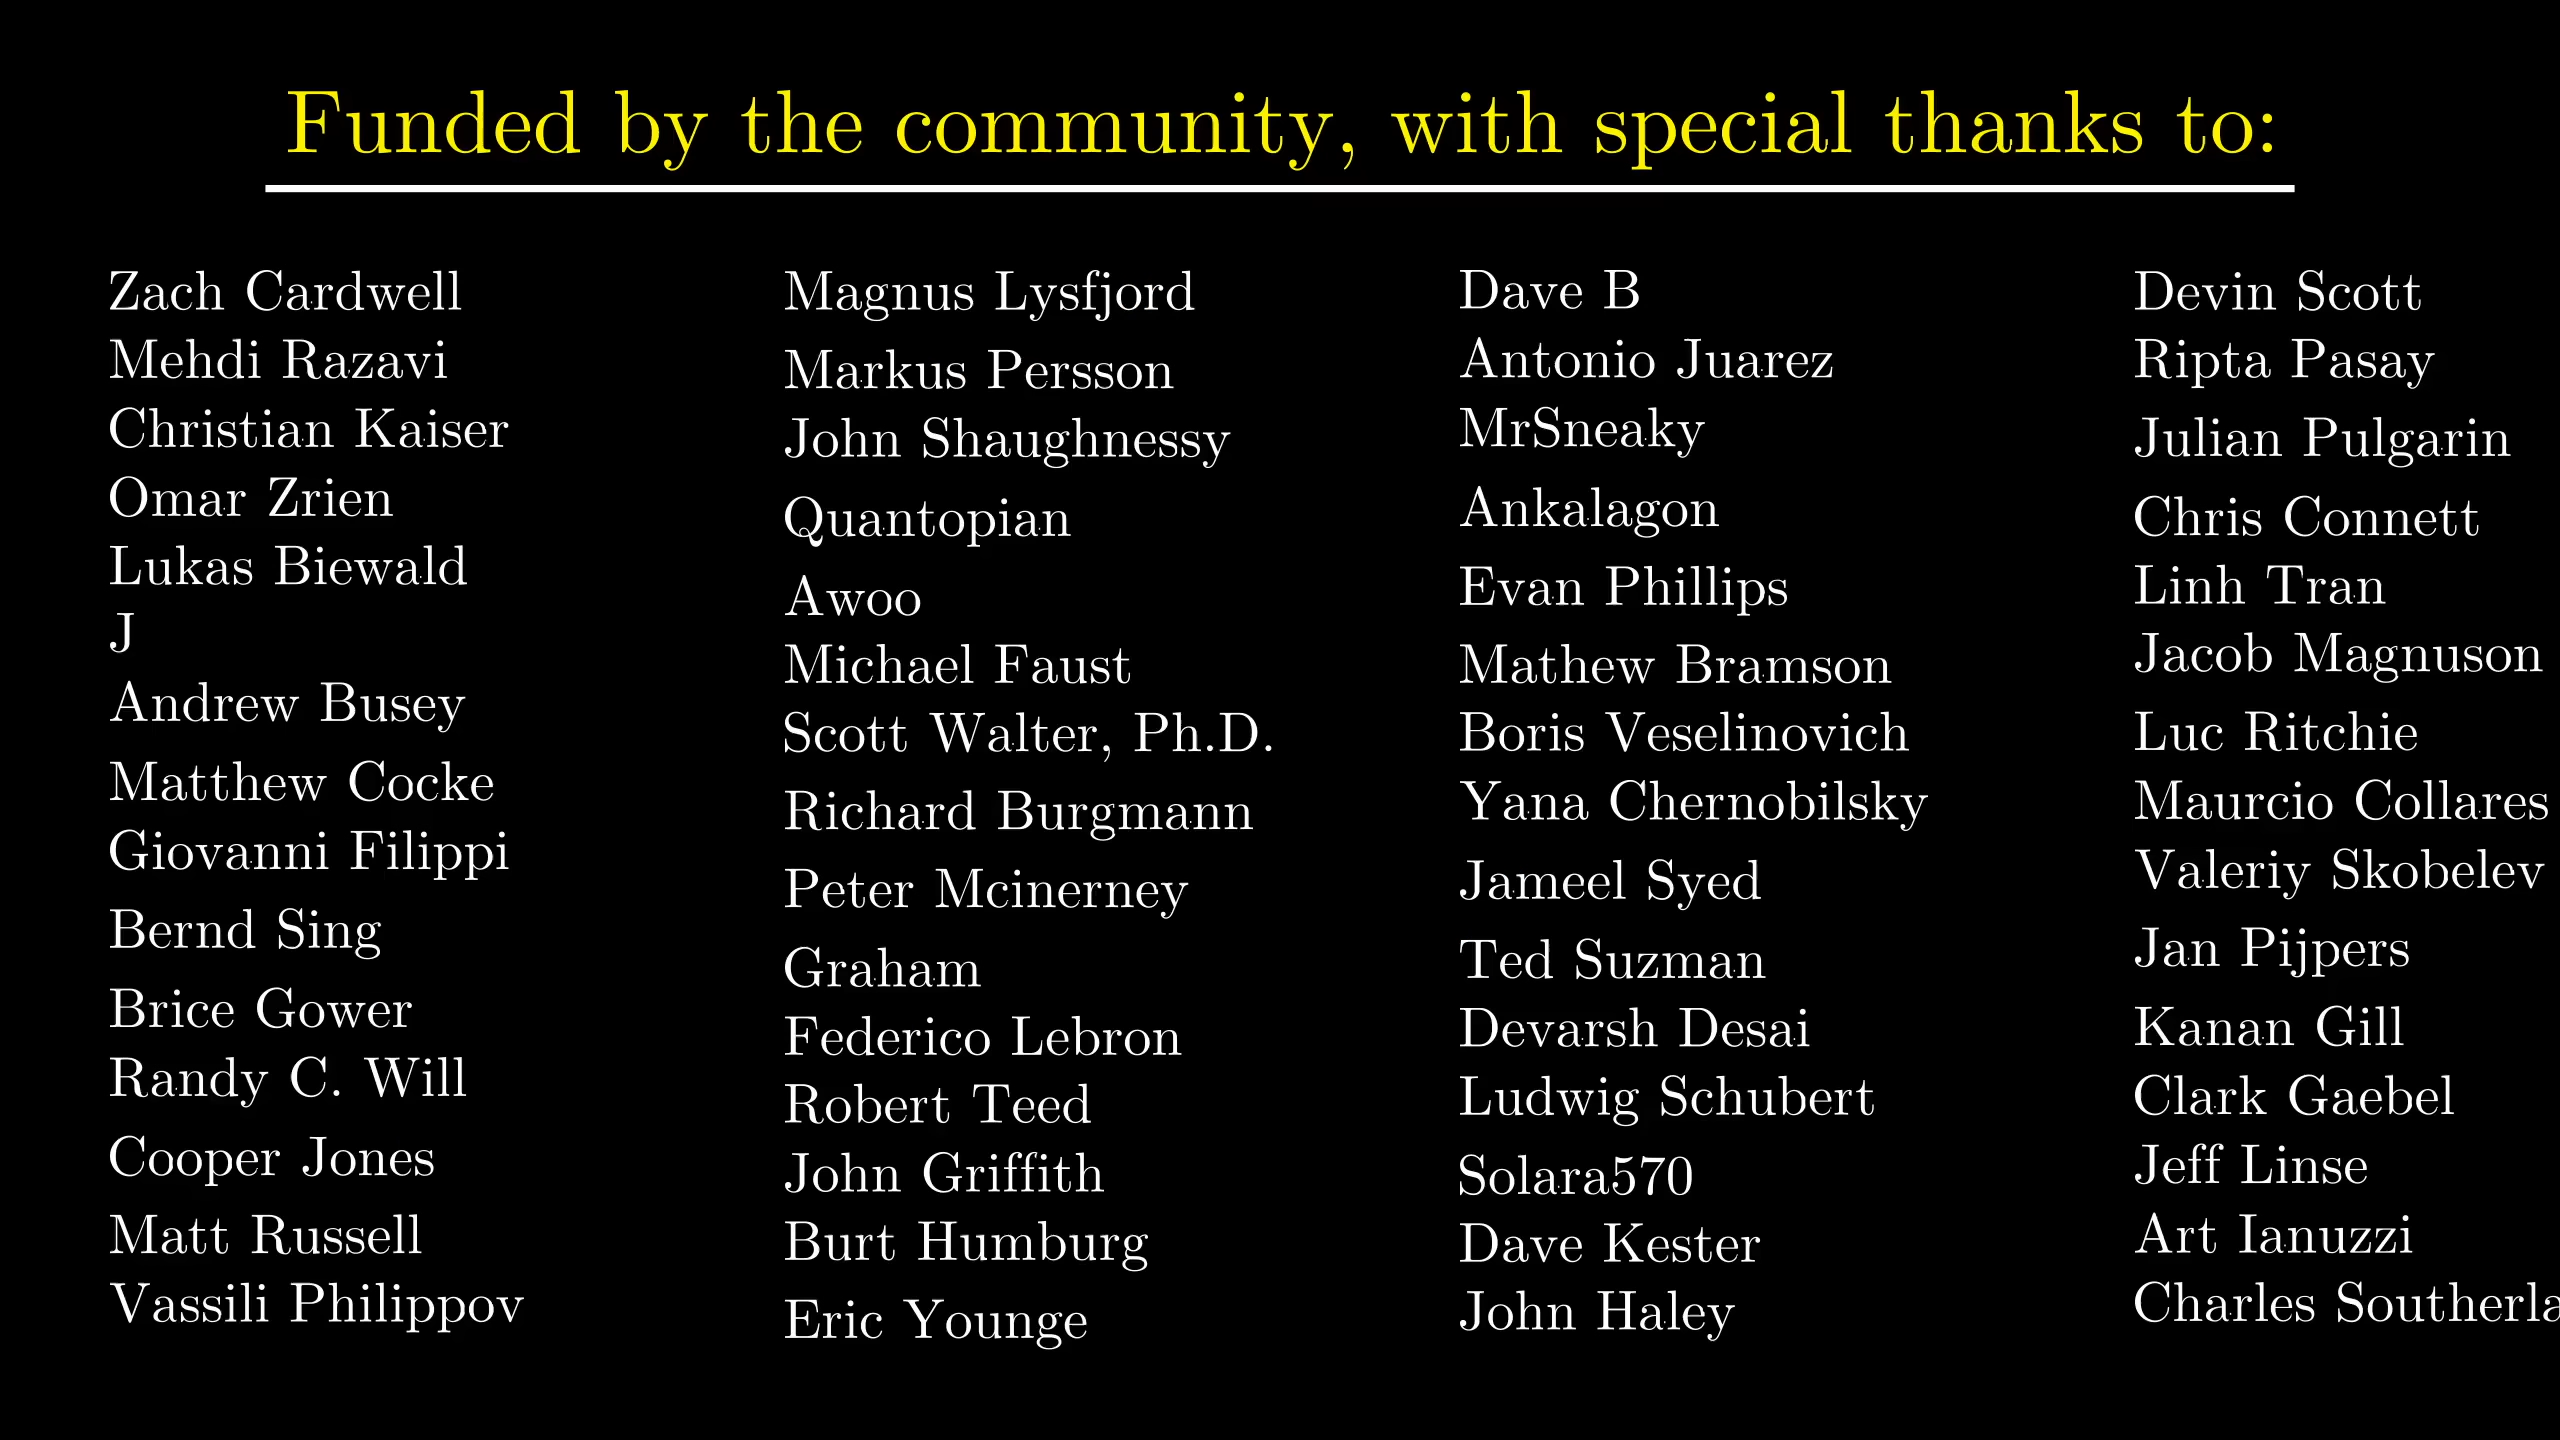 Funded by the community, with special thanks to:
Zach Cardwell
Mehdi Razavi
Christian Kaiser
Omar Zrien
Lukas Biewald
J
Andrew Busey
Matthew Cocke
Giovanni Filippi
Bernd Sing
Brice Gower
Randy C. Will
Cooper Jones
Matt Russell
Vassili Philippov
Magnus Lysfjord
Markus Persson
John Shaughnessy
Quantopian
Awoo
Michael Faust
Scott Walter, Ph.D.
Richard Burgmann
Peter Mcinerney
Graham
Federico Lebron
Robert Teed
John Griffith
Burt Humburg
Eric Younge
Dave B
Antonio Juarez
MrSneaky
Ankalagon
Evan Phillips
Mathew Bramson
Boris Veselinovich
Yana Chernobilsky
Jameel Syed
Ted Suzman
Devarsh Desai
Ludwig Schubert
Solara570
Dave Kester
John Haley
Devin Scott
Ripta Pasay
Julian Pulgarin
Chris Connett
Linh Tran
Jacob Magnuson
Luc Ritchie
Maurcio Collares
Valeriy Skobelev
Jan Pijpers
Kanan Gill
Clark Gaebel
Jeff Linse
Art Ianuzzi
Charles Southerla